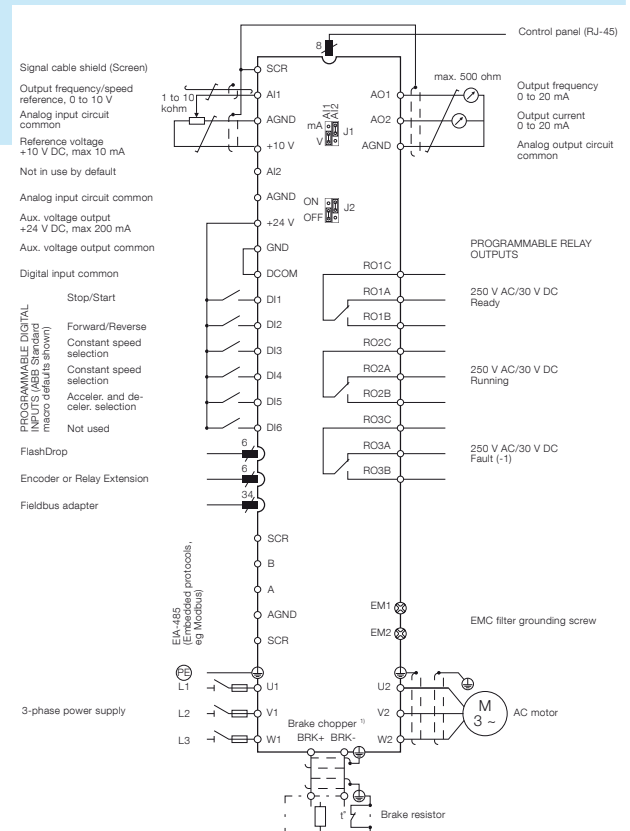 Control panel (RJ-45)
8
Signal cable shield (Screen)
SCR
max. 500 ohm
Output frequency/speed
reference, 0 to 10 V
1 to 10
kohm
AI1
AO1
Output frequency
0 to 20 mA
Analog input circuit
common
AGND
AI1
AI2
mA
V
J1
AO2
Output current
0 to 20 mA
Reference voltage
+10 V DC, max 10 mA
+10 V
AGND
Analog output circuit
common
Not in use by default
AI2
Analog input circuit common
AGND
ON
OFF
J2
Aux. voltage output
+24 V DC, max 200 mA
+24 V
Aux. voltage output common
GND
PROGRAMMABLE RELAY
OUTPUTS
Digital input common
DCOM
RO1C
PROGRAMMABLE DIGITAL
INPUTS (ABB Standard
macro defaults shown)
Stop/Start
DI1
RO1A
250 V AC/30 V DC
Ready
Forward/Reverse
DI2
RO1B
Constant speed
selection
DI3
RO2C
Constant speed
selection
DI4
RO2A
250 V AC/30 V DC
Running
Acceler. and de-
celer. selection
DI5
RO2B
Not used
DI6
RO3C
FlashDrop
6
RO3A
250 V AC/30 V DC
Fault (-1)
Encoder or Relay Extension
6
RO3B
Fieldbus adapter
34
EIA-485
(Embedded protocols,
eg Modbus)
SCR
B
A
AGND
SCR
EM1
EM2
EMC filter grounding screw
PE
L1
U1
U2
3-phase power supply
L2
V1
V2
M
3 ~
AC motor
L3
W1
W2
Brake chopper 1)
BRK+ BRK-
t°
Brake resistor